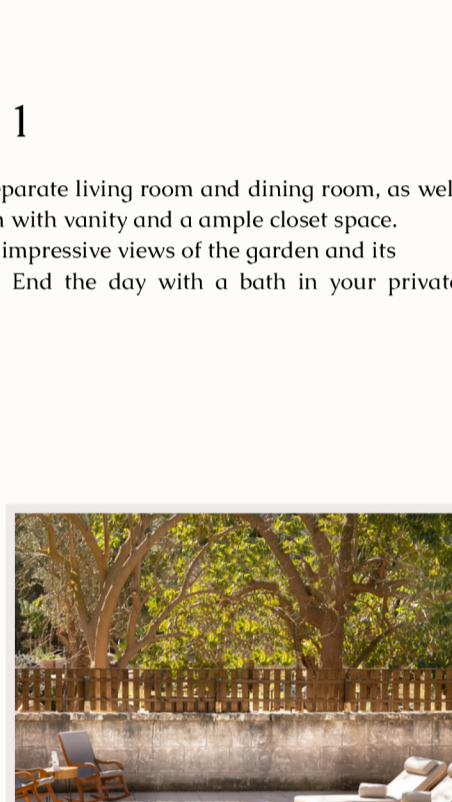 1
parate living room and dining room, as wel
with vanity and a ample closet space.
impressive views of the garden and its
End the day with a bath in your privat